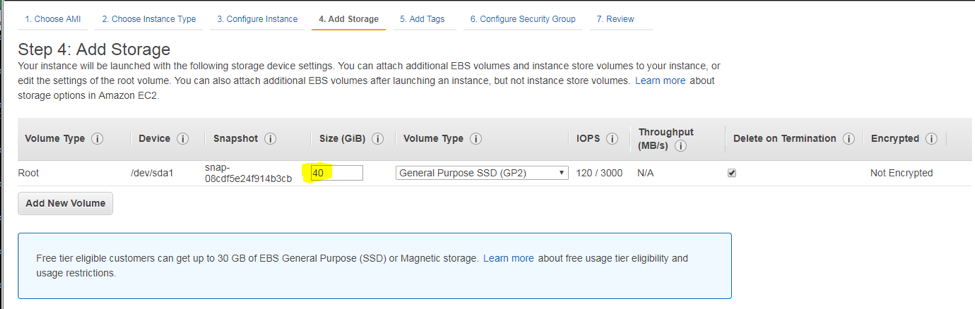 1. Choose AMI 2. Choose Instance Type 3. Configure Instance 4. Add Storage 5. Add Tags 6. Configure Security Group 7. Review
Step 4: Add Storage
Your instance will be launched with the following storage device settings. You can attach additional EBS volumes and instance store volumes to your instance, or
edit the settings of the root volume. You can also attach additional EBS volumes after launching an instance, but not instance store volumes. Learn more about
storage options in Amazon EC2.
Volume Type Device Snapshot Size (GiB) Volume Type IOPS Throughput (MB/s) Delete on Termination Encrypted
Root /dev/sda1 snap-08cdf5e24f914b3cb 40 General Purpose SSD (GP2) 120 / 3000 N/A Not Encrypted
Add New Volume
Free tier eligible customers can get up to 30 GB of EBS General Purpose (SSD) or Magnetic storage. Learn more about free usage tier eligibility and
usage restrictions.